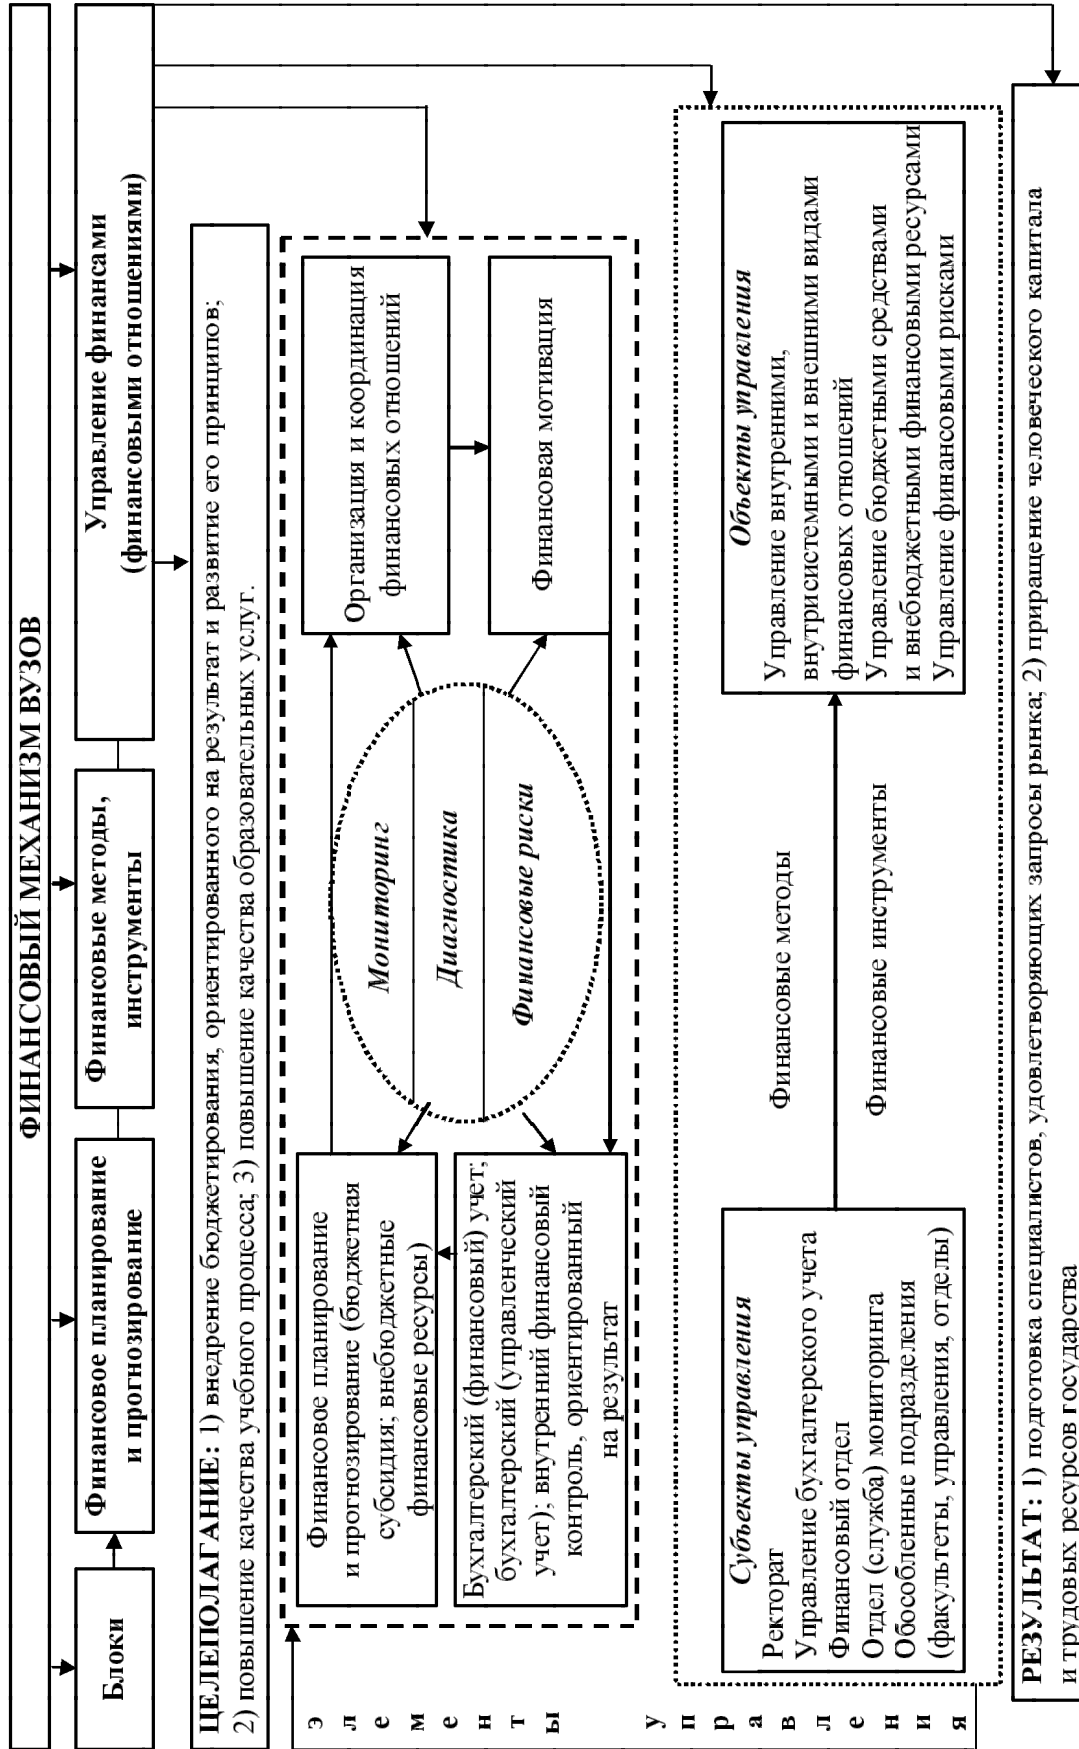 ФИНАНСОВЫЙ МЕХАНИЗМ ВУЗОВ
Блоки
Финансовое планирование
и прогнозирование
Финансовые методы,
инструменты
Управление финансами
(финансовыми отношениями)
ЦЕЛЕПОЛАГАНИЕ: 1) внедрение бюджетирования, ориентированного на результат и развитие его принципов;
2) повышение качества учебного процесса; 3) повышение качества образовательных услуг.
элементы
Финансовое планирование
и прогнозирование (бюджетная
субсидия; внебюджетные
финансовые ресурсы)
Бухгалтерский (финансовый) учет;
бухгалтерский (управленческий
учет); внутренний финансовый
контроль, ориентированный
на результат
Мониторинг
Диагностика
Финансовые риски
Организация и координация
финансовых отношений
Финансовая мотивация
управления
Субъекты управления
Ректорат
Управление бухгалтерского учета
Финансовый отдел
Отдел (служба) мониторинга
Обособленные подразделения
(факультеты, управления, отделы)
Финансовые методы
Финансовые инструменты
Объекты управления
Управление внутренними,
внутрисистемными и внешними видами
финансовых отношений
Управление бюджетными средствами
и внебюджетными финансовыми ресурсами
Управление финансовыми рисками
РЕЗУЛЬТАТ: 1) подготовка специалистов, удовлетворяющих запросы рынка; 2) приращение человеческого капитала
и трудовых ресурсов государства